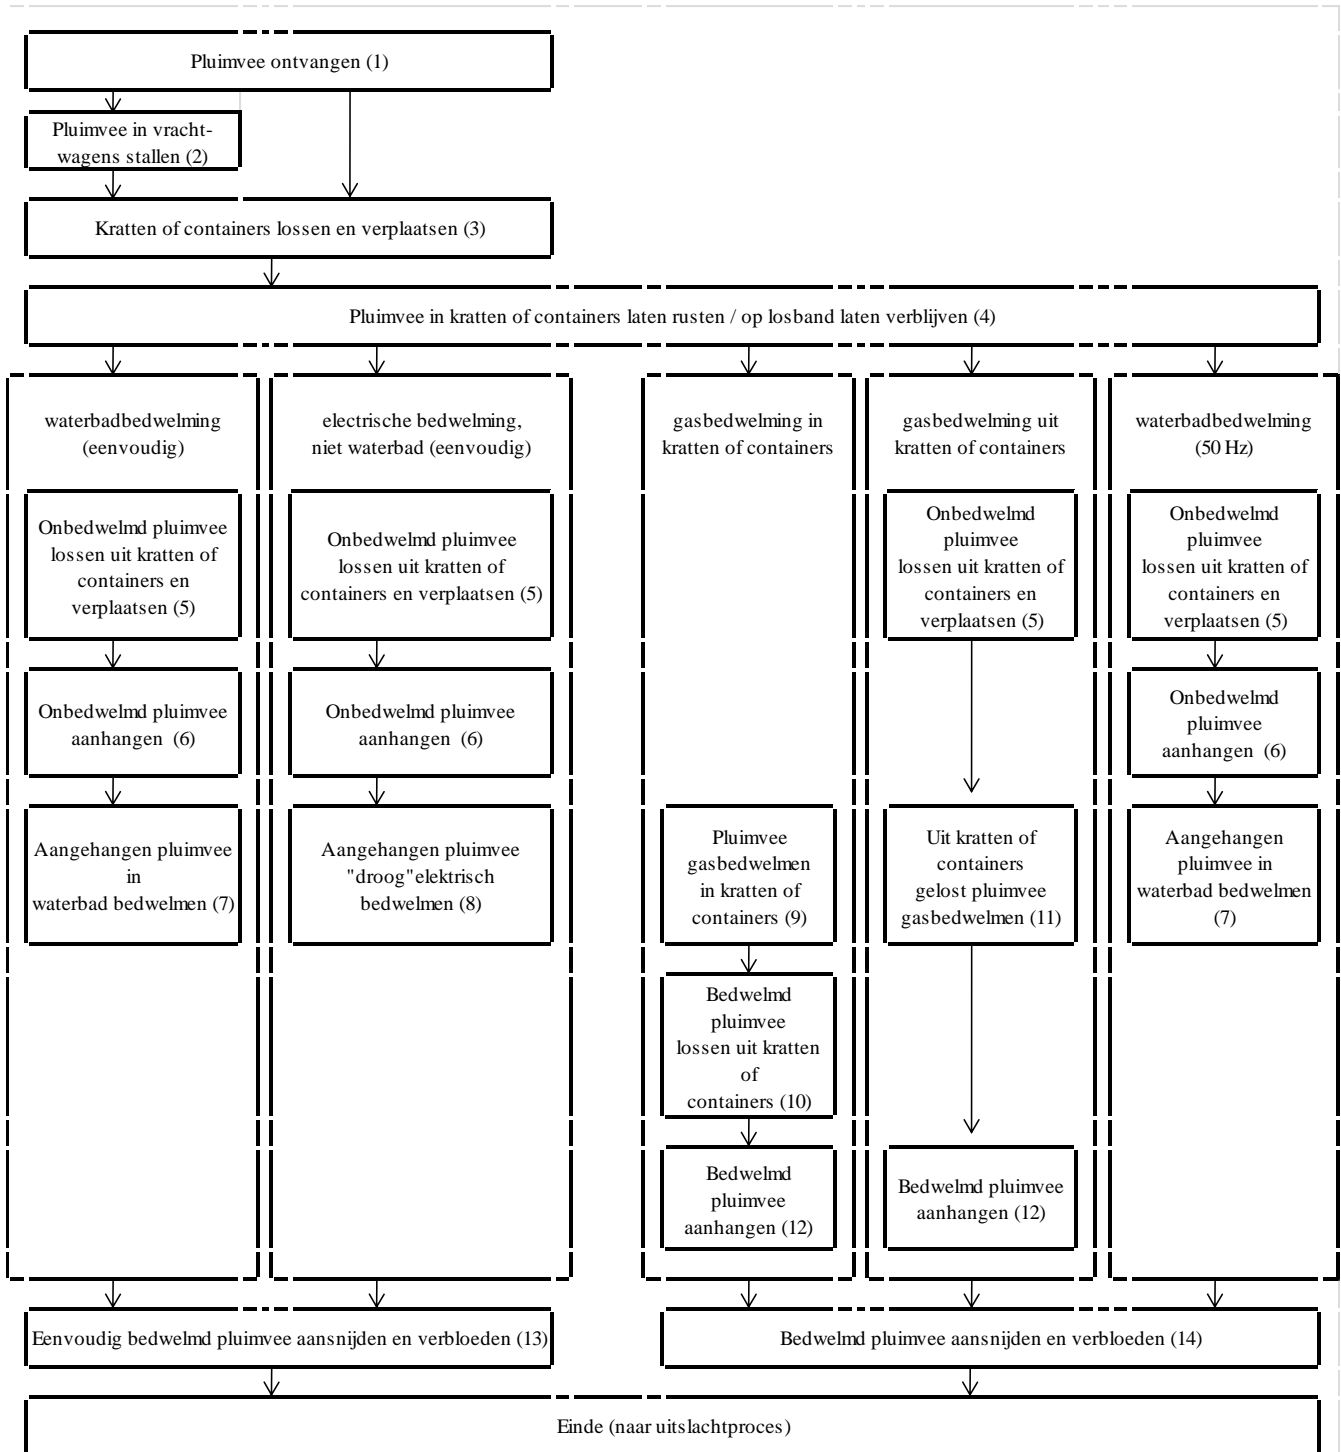 Pluimvee ontvangen (1)
Pluimvee in vracht-
wagens stallen (2)
Kratten of containers lossen en verplaatsen (3)
Pluimvee in kratten of containers laten rusten / op losband laten verblijven (4)
waterbadbedwelming
(eenvoudig)
Onbedwelmd pluimvee
lossen uit kratten of
containers en
verplaatsen (5)
Onbedwelmd pluimvee
aanhangen (6)
Aangehangen pluimvee
in
waterbad bedwelmen (7)
electrische bedwelming,
niet waterbad (eenvoudig)
Onbedwelmd pluimvee
lossen uit kratten of
containers en verplaatsen (5)
Onbedwelmd pluimvee
aanhangen (6)
Aangehangen pluimvee
"droog"elektrisch
bedwelmen (8)
gasbedwelming in
kratten of containers
Pluimvee
gasbedwelmen
in kratten of
containers (9)
Bedwelmd
pluimvee
lossen uit kratten
of
containers (10)
Bedwelmd
pluimvee
aanhangen (12)
gasbedwelming uit
kratten of containers
Onbedwelmd
pluimvee
lossen uit kratten of
containers en
verplaatsen (5)
Uit kratten of
containers
gelost pluimvee
gasbedwelmen (11)
Bedwelmd pluimvee
aanhangen (12)
waterbadbedwelming
(50 Hz)
Onbedwelmd
pluimvee
lossen uit kratten of
containers en
verplaatsen (5)
Onbedwelmd
pluimvee
aanhangen (6)
Aangehangen
pluimvee in
waterbad bedwelmen
(7)
Eenvoudig bedwelmd pluimvee aansnijden en verbloeden (13)
Bedwelmd pluimvee aansnijden en verbloeden (14)
Einde (naar uitslachtproces)